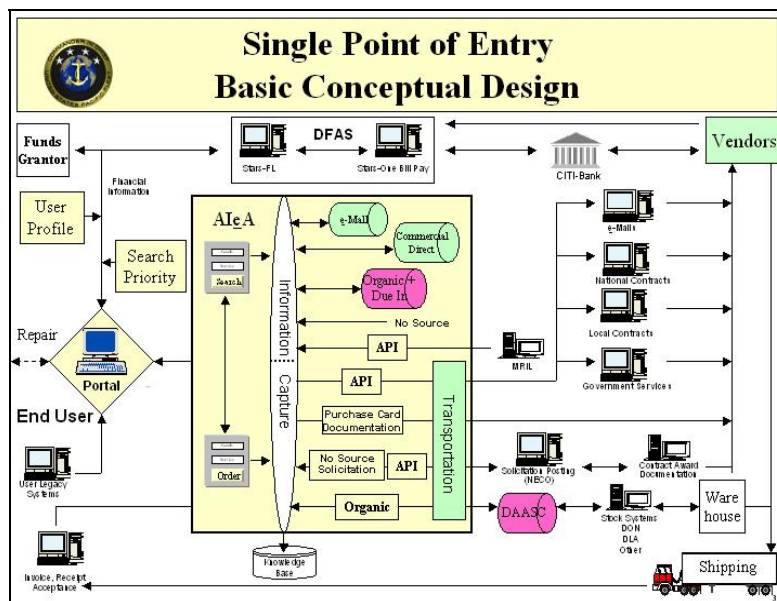 Single Point of Entry
Basic Conceptual Design
Funds
Grantor
DFAS
Stars-FL
Stars-One Bill Pay
CITI-Bank
Vendors
Financial
Information
User
Profile
Search
Priority
AIeA
e-Mall
Commercial
Direct
e-Malls
Search
Organic +
Due In
National Contracts
Information
No Source
Repair
API
MRIL
Local Contracts
Portal
Capture
API
Government Services
End User
Purchase Card
Documentation
Transportation
User Legacy
Systems
Order
No Source
Solicitation
API
Solicitation Posting
(NECO)
Contract Award
Documentation
Organic
DAASC
Stock Systems
DON
DLA
Other
Ware
house
Invoice, Receipt
Acceptance
Knowledge
Base
Shipping